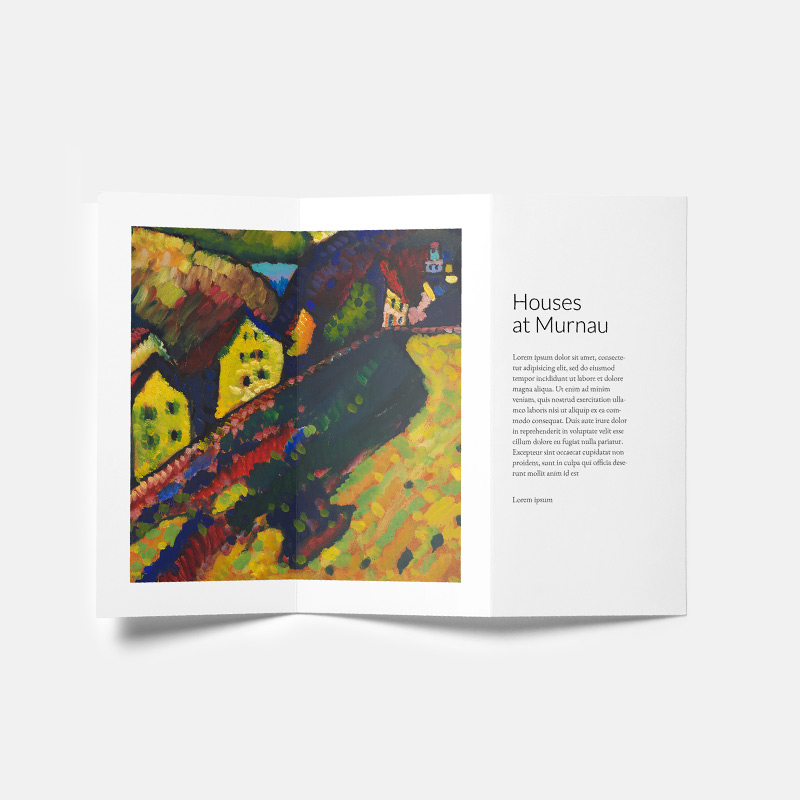 Houses
at Murnau
Lorem ipsum dolor sit amet, consecte-
tur adipisicing elit, sed do eiusmod
tempor incididunt ut labore et dolore
magna aliqua. Ut enim ad minim
veniam, quis nostrud exercitation ulla-
mco laboris nisi ut aliquip ex ea com-
modo consequat. Duis aute irure dolor
in reprehenderit in voluptate velit esse
cillum dolore eu fugiat nulla pariatur.
Excepteur sint occaecat cupidatat non
proident, sunt in culpa qui officia dese-
runt mollit anim id est
Lorem ipsum